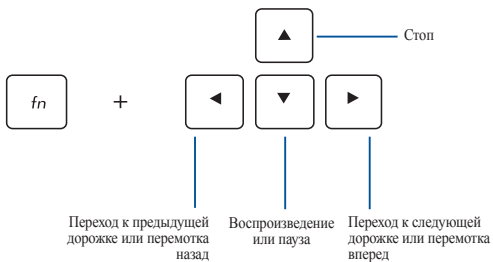 Стоп
fn +
Переход к предыдущей
дорожке или перемотка
назад
Воспроизведение
или пауза
Переход к следующей
дорожке или перемотка
вперед